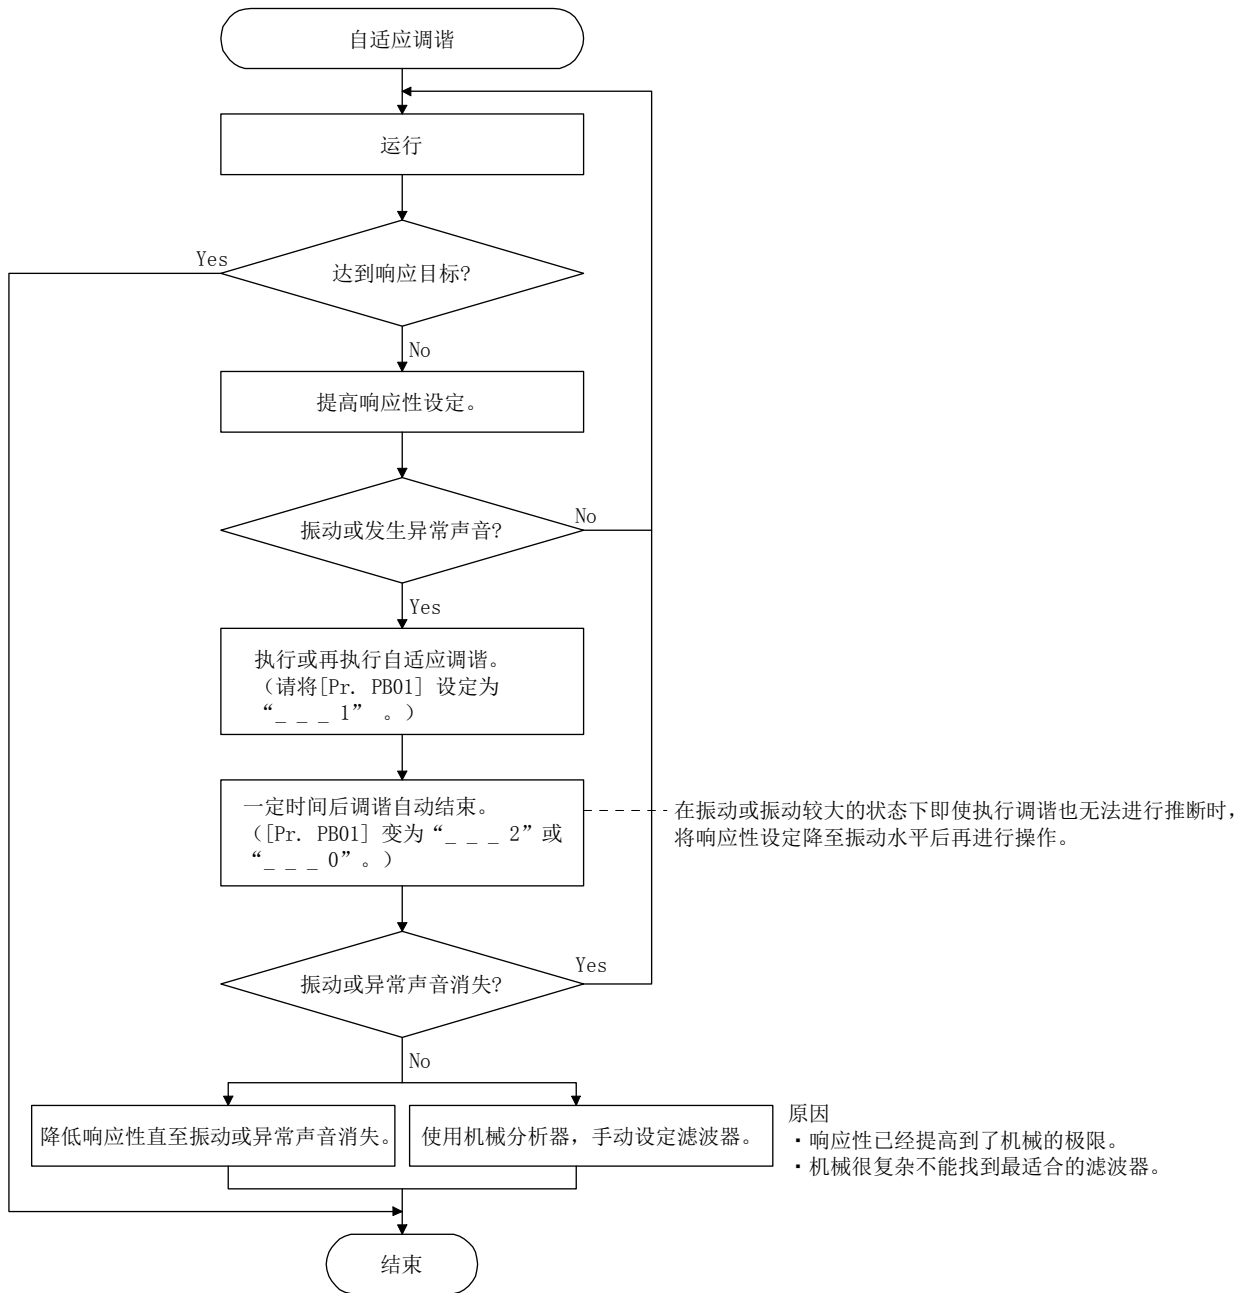 自适应调谐
运行
Yes
达到响应目标?
No
提高响应性设定。
振动或发生异常声音?
No
Yes
执行或再执行自适应调谐。
（请将[Pr. PB01] 设定为
“_ _ _ 1” 。）
一定时间后调谐自动结束。
（[Pr. PB01] 变为“_ _ _ 2”或
“_ _ _ 0”。）
在振动或振动较大的状态下即使执行调谐也无法进行推断时，
将响应性设定降至振动水平后再进行操作。
振动或异常声音消失?
Yes
No
降低响应性直至振动或异常声音消失。
使用机械分析器，手动设定滤波器。
原因
・响应性已经提高到了机械的极限。
・机械很复杂不能找到最适合的滤波器。
结束